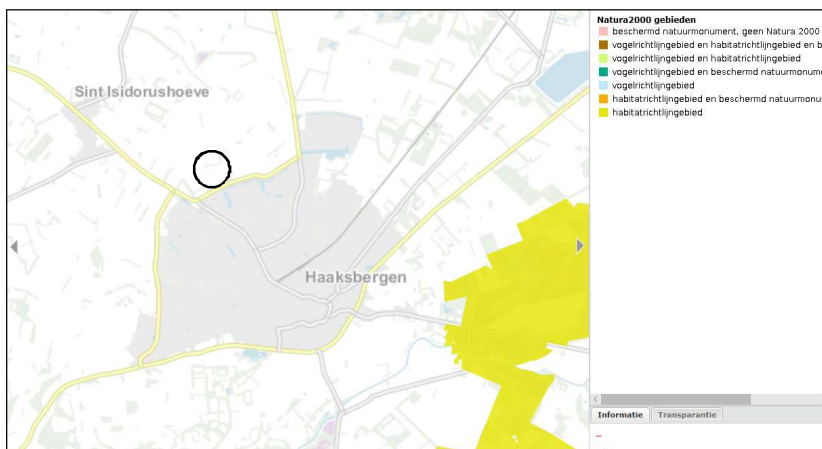 Natura2000 gebieden
beschermd natuurmonument, geen Natura 2000
vogelrichtlijngebied en habitatrichtlijngebied en b
vogelrichtlijngebied en habitatrichtlijngebied
vogelrichtlijngebied en beschermd natuurmonume
vogelrichtlijngebied
habitatrichtlijngebied en beschermd natuurmonu
habitatrichtlijngebied
Sint Isidorushoeve
Haaksbergen
Informatie Transparantie